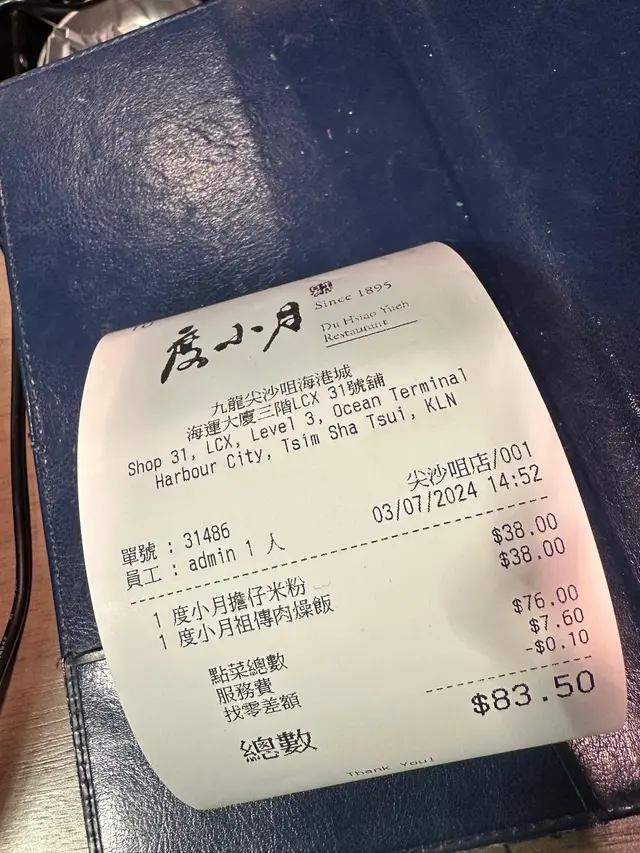 度小月
Since 1895
Du Hsiao Yueh
Restaurant
九龍尖沙咀海港城
海運大廈三階LCX 31號舖
Shop 31, LCX, Level 3, Ocean Terminal
Harbour City, Tsim Sha Tsui, KLN
尖沙咀店/001
單號 : 31486 03/07/2024 14:52
員工 : admin 1 人
1 度小月擔仔米粉 $38.00
1 度小月祖傳肉燥飯 $38.00
點菜總數 $76.00
服務費 $7.60
找零差額 -$0.10
總數 $83.50
Thank You!